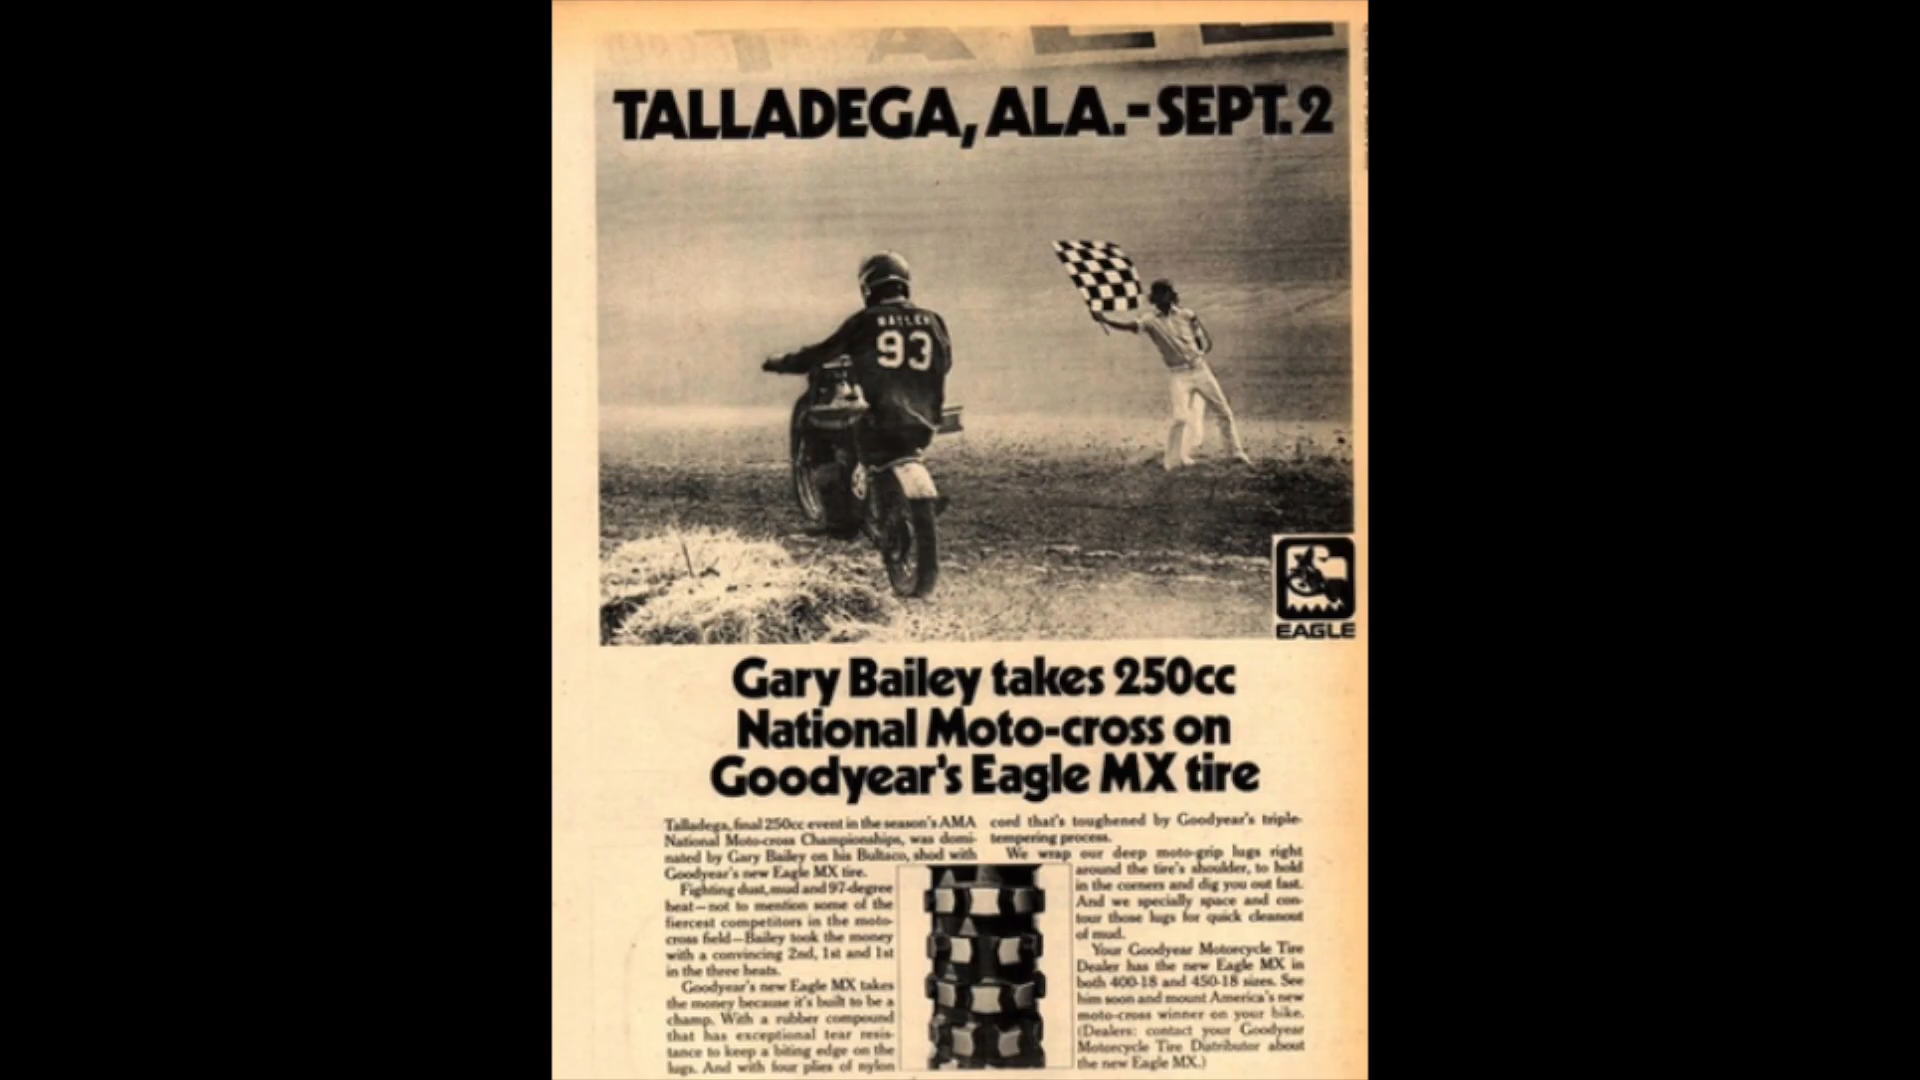 TALLADEGA, ALA.-SEPT. 2
BAILEY
93
EAGLE
Gary Bailey takes 250cc
National Moto-cross on
Goodyear's Eagle MX tire
Talladega, final 250cc event in the season's AMA
National Moto-cross Championships, was domi-
nated by Gary Bailey on his Bultaco, shod with
Goodyear's new Eagle MX tire.
Fighting dust, mud and 97-degree
heat—not to mention some of the
fiercest competitors in the moto-
cross field—Bailey took the money
with a convincing 2nd, 1st and 1st
in the three heats.
Goodyear's new Eagle MX takes
the money because it's built to be a
champ. With a rubber compound
that has exceptional tear resis-
tance to keep a biting edge on the
lugs. And with four plies of nylon
cord that's toughened by Goodyear's triple-
tempering process.
We wrap our deep moto-grip lugs right
around the tire's shoulder, to hold
in the corners and dig you out fast.
And we specially space and con-
tour those lugs for quick cleanout
of mud.
Your Goodyear Motorcycle Tire
Dealer has the new Eagle MX in
both 400-18 and 450-18 sizes. See
him soon and mount America's new
moto-cross winner on your bike.
(Dealers: contact your Goodyear
Motorcycle Tire Distributor about
the new Eagle MX.)